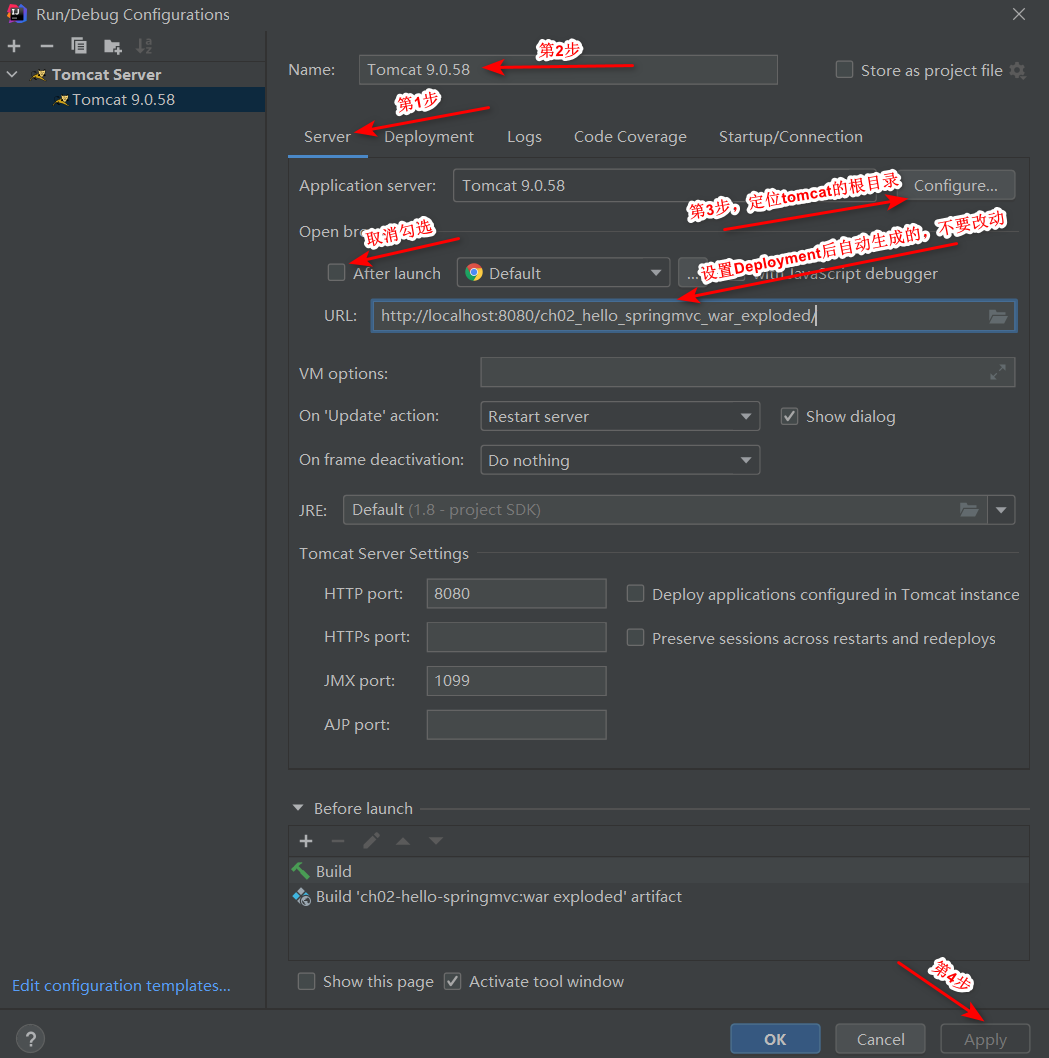 Run/Debug Configurations
Tomcat Server
Tomcat 9.0.58
第2步
Name: Tomcat 9.0.58
Store as project file
第1步
Server Deployment Logs Code Coverage Startup/Connection
Application server: Tomcat 9.0.58 Configure...
第3步，定位tomcat的根目录
Open bro
取消勾选
设置Deployment后自动生成的，不要改动
After launch Default ... with JavaScript debugger
URL: http://localhost:8080/ch02_hello_springmvc_war_exploded/
VM options:
On 'Update' action: Restart server Show dialog
On frame deactivation: Do nothing
JRE: Default (1.8 - project SDK)
Tomcat Server Settings
HTTP port: 8080 Deploy applications configured in Tomcat instance
HTTPs port: Preserve sessions across restarts and redeploys
JMX port: 1099
AJP port:
Before launch
Build
Build 'ch02-hello-springmvc:war exploded' artifact
Show this page Activate tool window
第4步
Edit configuration templates...
? OK Cancel Apply